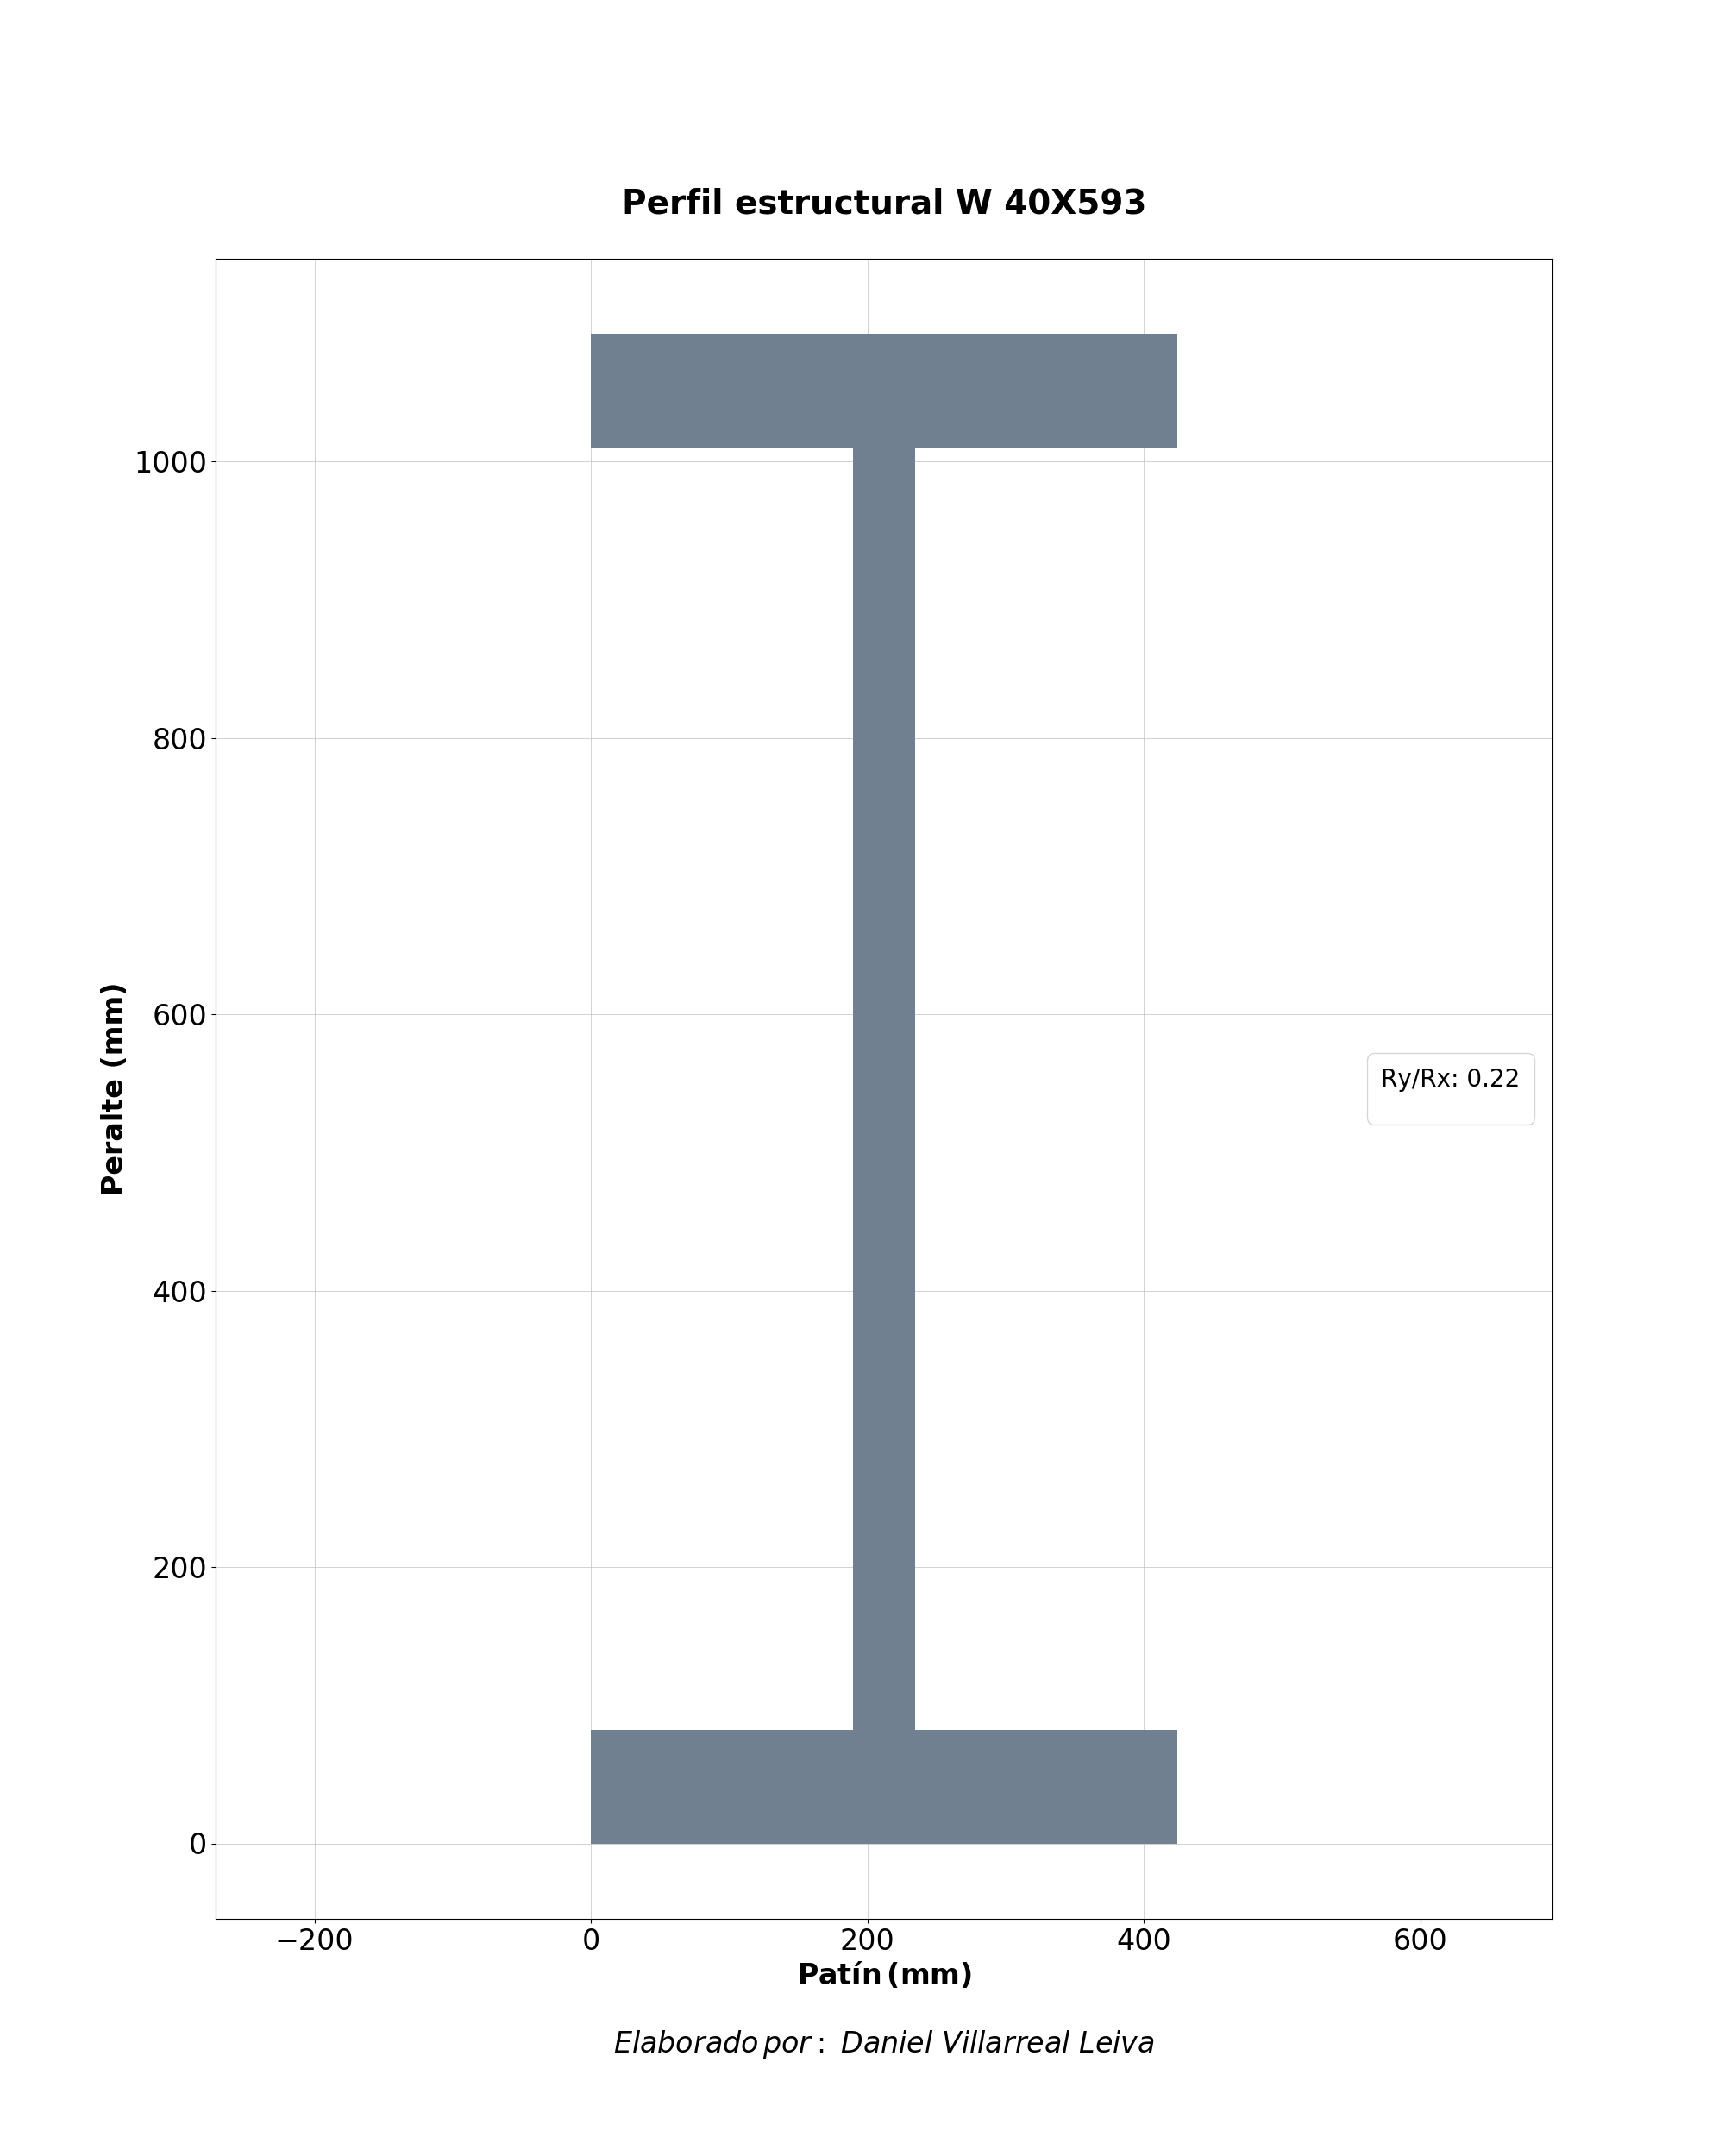 Perfil estructural W 40X593
1000
800
600
400
200
0
Peralte (mm)
Ry/Rx: 0.22
−200 0 200 400 600
Patín (mm)
Elaborado por: Daniel Villarreal Leiva